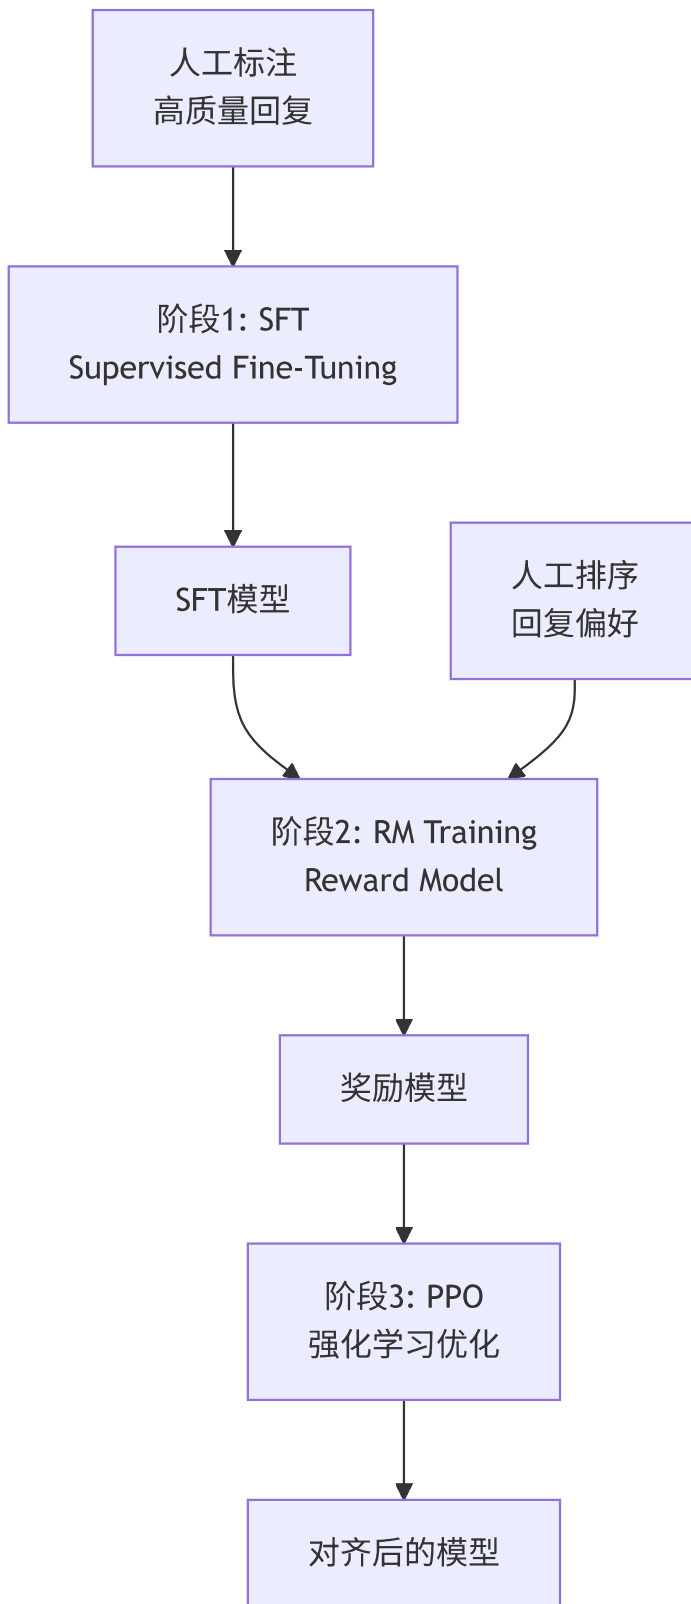 人工标注
高质量回复
阶段1: SFT
Supervised Fine-Tuning
SFT模型
人工排序
回复偏好
阶段2: RM Training
Reward Model
奖励模型
阶段3: PPO
强化学习优化
对齐后的模型